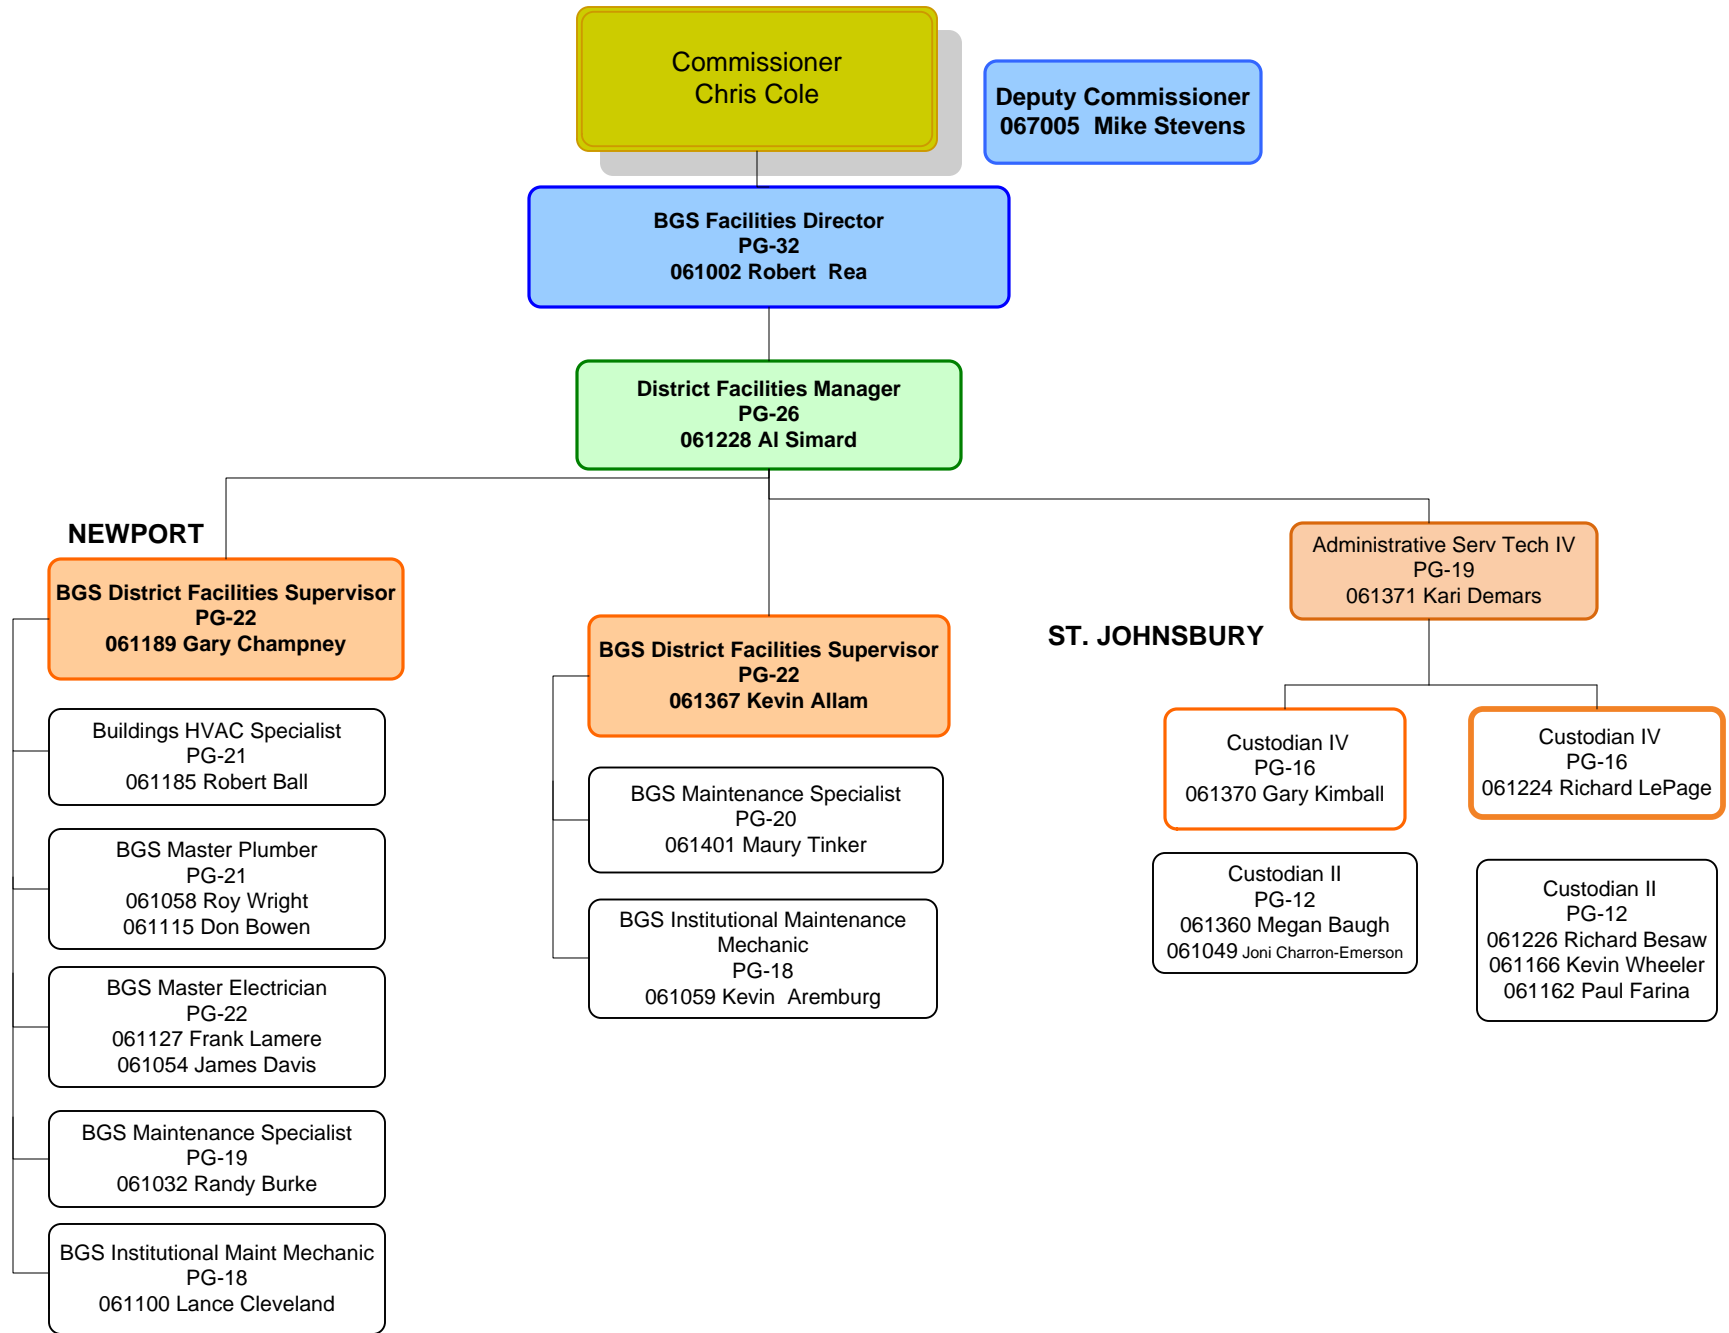 Commissioner
Chris Cole
Deputy Commissioner
067005  Mike Stevens
BGS Facilities Director
PG-32
061002 Robert  Rea
District Facilities Manager
PG-26
061228 Al Simard
NEWPORT
BGS District Facilities Supervisor
PG-22
061189 Gary Champney
Buildings HVAC Specialist
PG-21
061185 Robert Ball
BGS Master Plumber
PG-21
061058 Roy Wright
061115 Don Bowen
BGS Master Electrician
PG-22
061127 Frank Lamere
061054 James Davis
BGS Maintenance Specialist
PG-19
061032 Randy Burke
BGS Institutional Maint Mechanic
PG-18
061100 Lance Cleveland
BGS District Facilities Supervisor
PG-22
061367 Kevin Allam
BGS Maintenance Specialist
PG-20
061401 Maury Tinker
BGS Institutional Maintenance
Mechanic
PG-18
061059 Kevin  Aremburg
Administrative Serv Tech IV
PG-19
061371 Kari Demars
ST. JOHNSBURY
Custodian IV
PG-16
061370 Gary Kimball
Custodian II
PG-12
061360 Megan Baugh
061049 Joni Charron-Emerson
Custodian IV
PG-16
061224 Richard LePage
Custodian II
PG-12
061226 Richard Besaw
061166 Kevin Wheeler
061162 Paul Farina